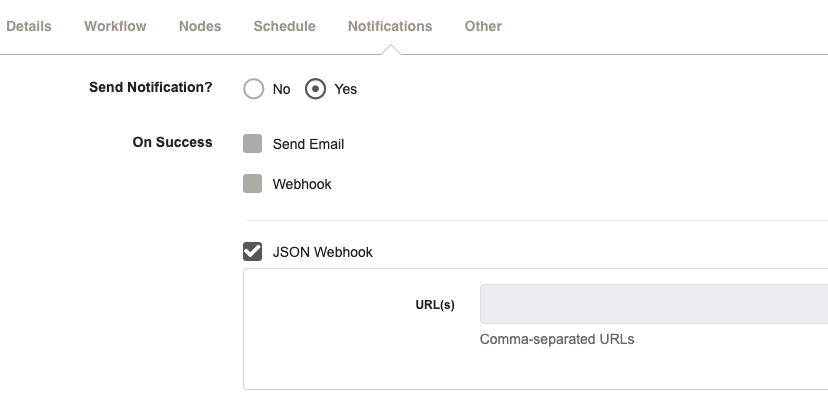 Details Workflow Nodes Schedule Notifications Other
Send Notification? No Yes
On Success Send Email
Webhook
JSON Webhook
URL(s)
Comma-separated URLs